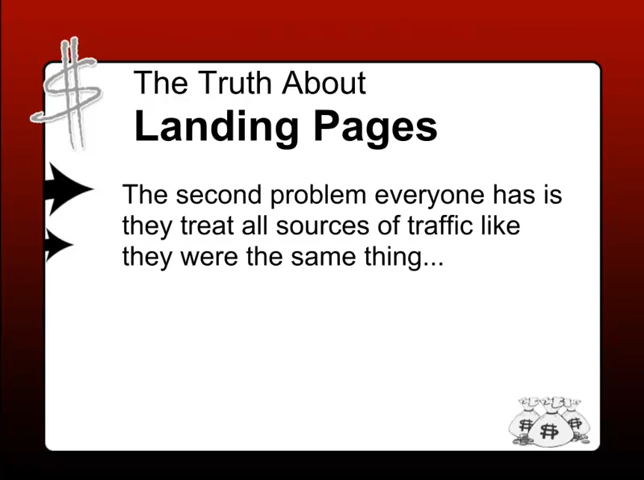 The Truth About
Landing Pages
The second problem everyone has is
they treat all sources of traffic like
they were the same thing...
$
$ $ $